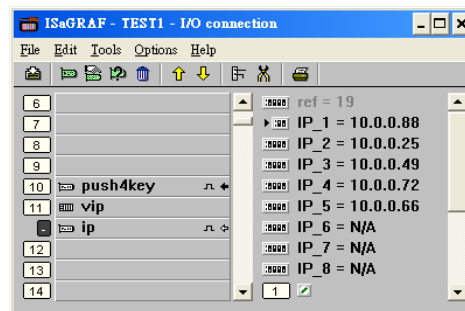 ISaGRAF - TEST1 - I/O connection
File Edit Tools Options Help
6
7
8
9
10 push4key
11 vip
- ip
12
13
14
ref = 19
IP_1 = 10.0.0.88
IP_2 = 10.0.0.25
IP_3 = 10.0.0.49
IP_4 = 10.0.0.72
IP_5 = 10.0.0.66
IP_6 = N/A
IP_7 = N/A
IP_8 = N/A
1